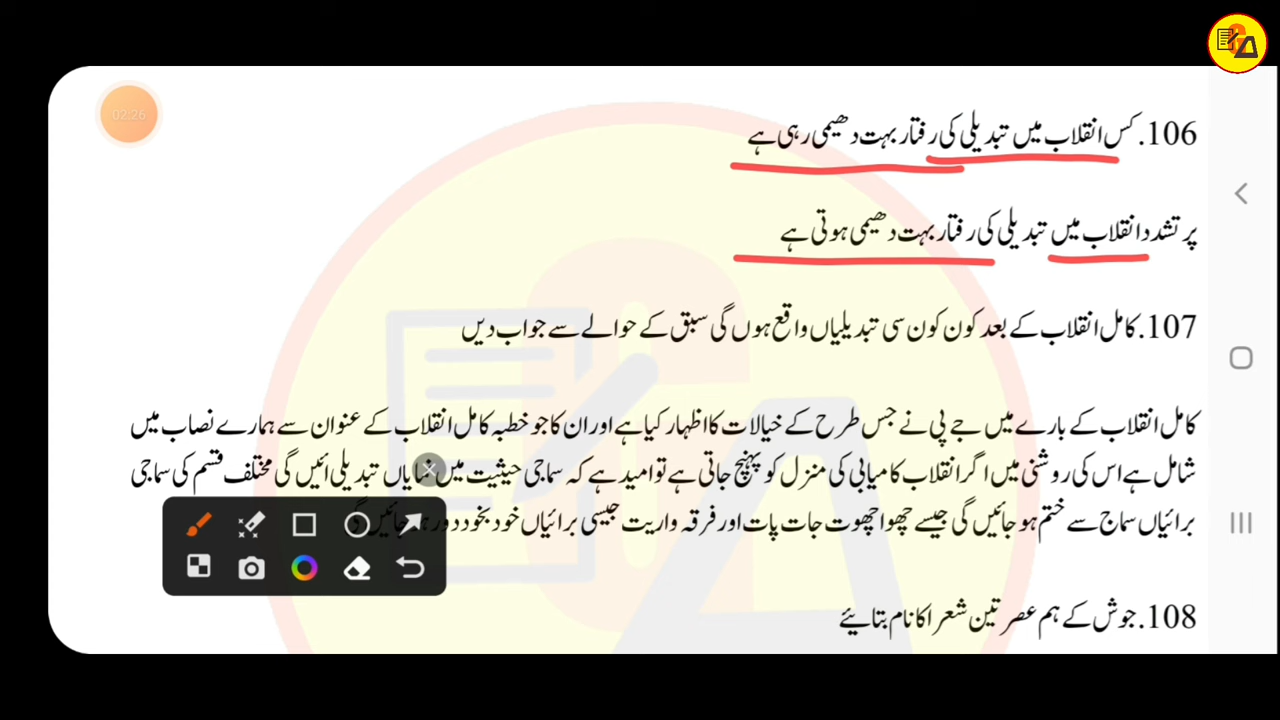 02:26
106. کس انقلاب میں تبدیلی کی رفتار بہت دھیمی رہی ہے
پر تشدد انقلاب میں تبدیلی کی رفتار بہت دھیمی ہوتی ہے
107. کامل انقلاب کے بعد کون کون سی تبدیلیاں واقع ہوں گی سبق کے حوالے سے جواب دیں
کامل انقلاب کے بارے میں جے پی نے جس طرح کے خیالات کا اظہار کیا ہے اور ان کا جو خطبہ کامل انقلاب کے عنوان سے ہمارے نصاب میں
شامل ہے اس کی روشنی میں اگر انقلاب کامیابی کی منزل کو پہنچ جاتی ہے تو امید ہے کہ سماجی حیثیت میں نمایاں تبدیلی ائیں گی مختلف قسم کی سماجی
برائیاں سماج سے ختم ہو جائیں گی جیسے چھوا چھوت جات پات اور فرقہ واریت جیسی برائیاں خود بخود دور ہو جائیں گی
108. جوش کے ہم عصر تین شعرا کا نام بتائیے